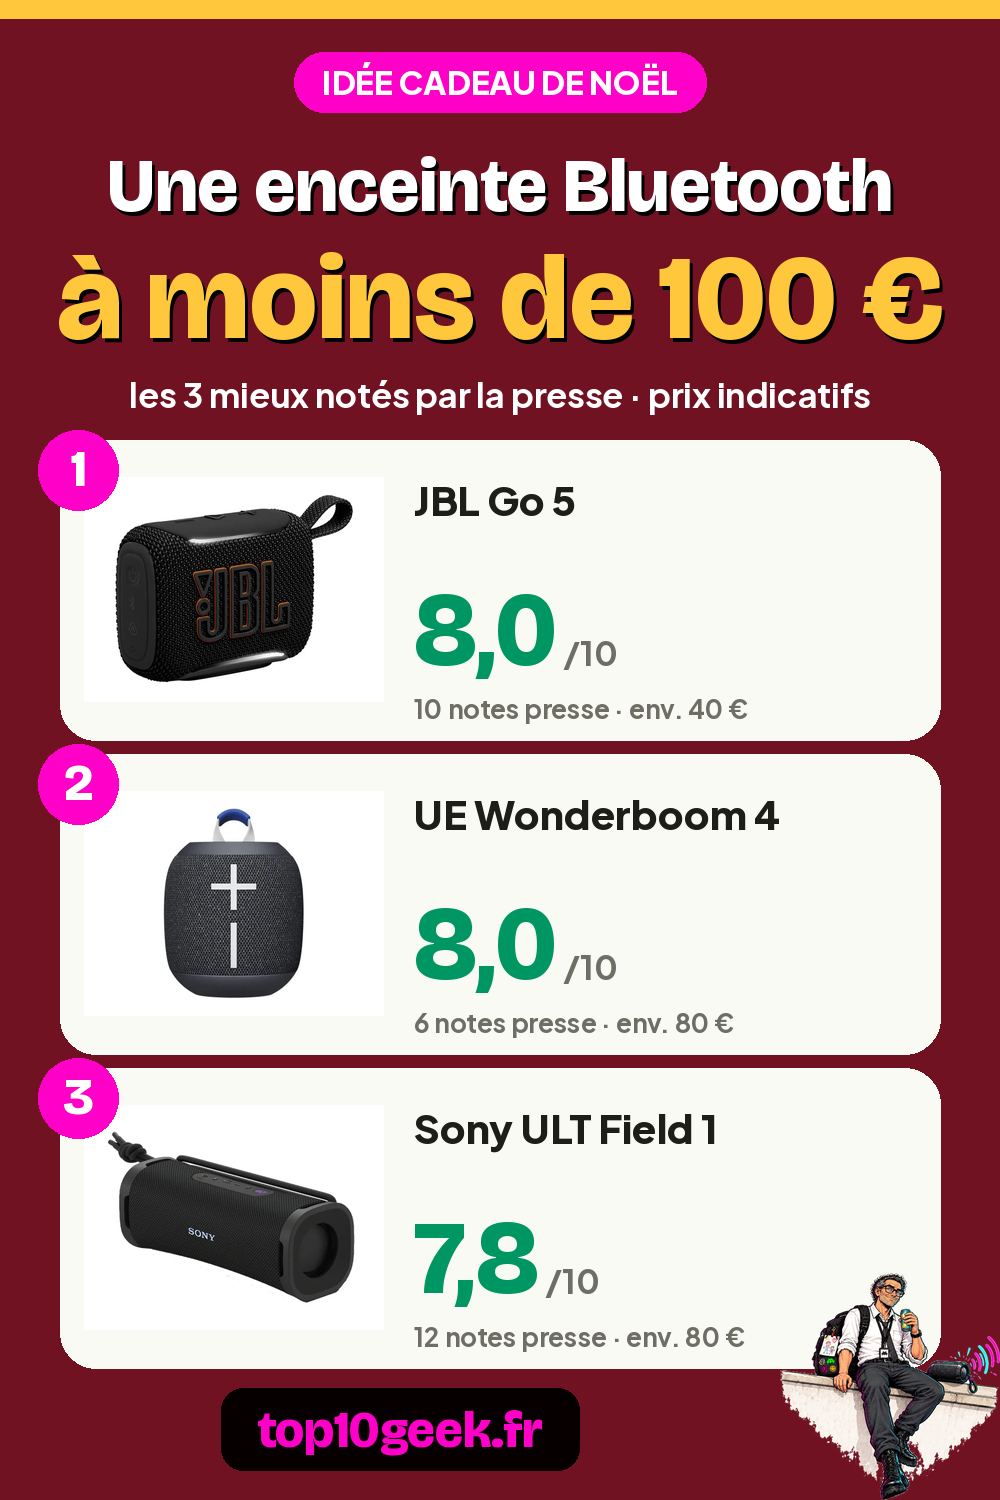 IDÉE CADEAU DE NOËL
Une enceinte Bluetooth
à moins de 100 €
les 3 mieux notés par la presse · prix indicatifs
1
JBL
JBL Go 5
8,0 /10
10 notes presse · env. 40 €
2
UE Wonderboom 4
8,0 /10
6 notes presse · env. 80 €
3
SONY
Sony ULT Field 1
7,8 /10
12 notes presse · env. 80 €
top10geek.fr